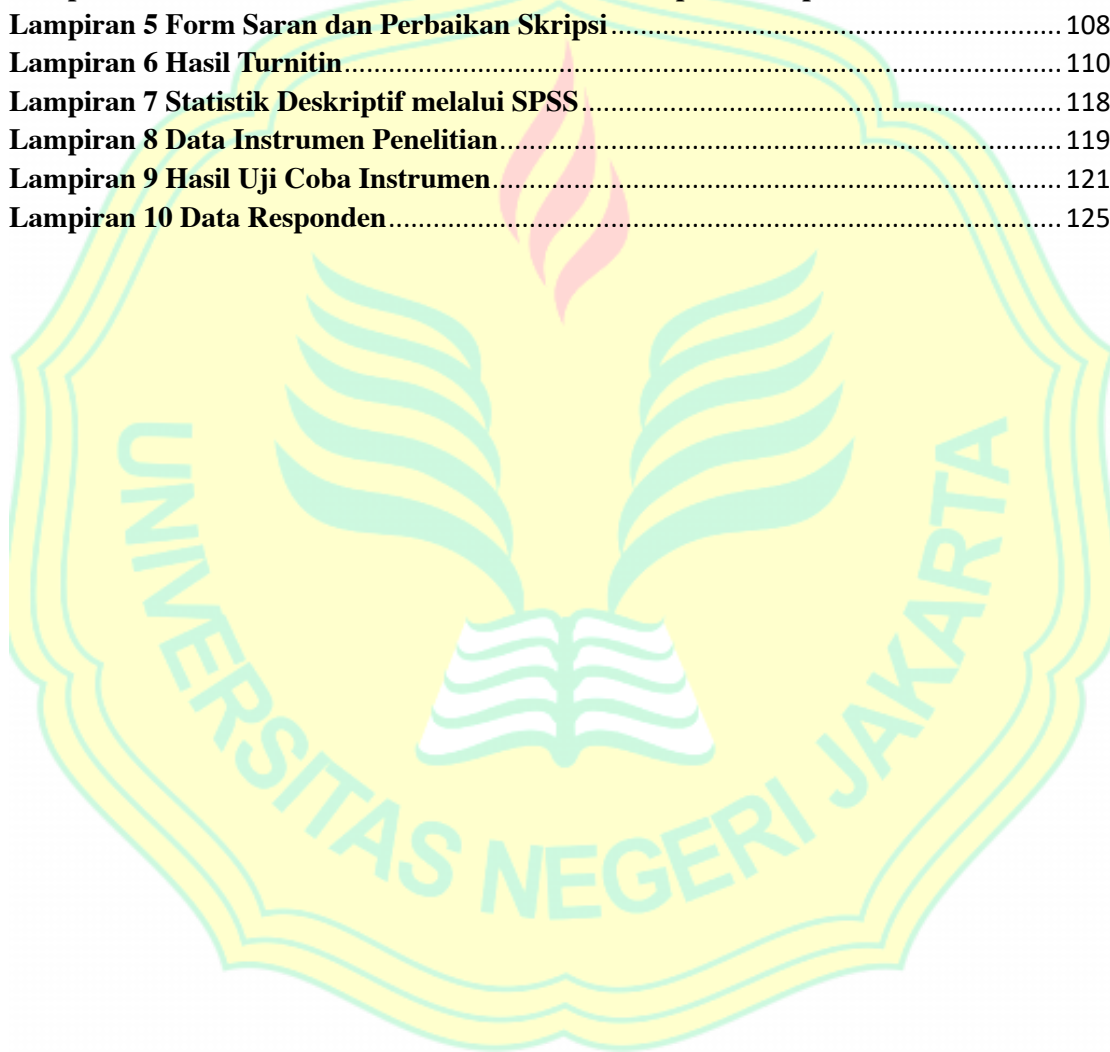 Lampiran 5 Form Saran dan Perbaikan Skripsi........................................................................ 108
Lampiran 6 Hasil Turnitin........................................................................ 110
Lampiran 7 Statistik Deskriptif melalui SPSS........................................................................ 118
Lampiran 8 Data Instrumen Penelitian........................................................................ 119
Lampiran 9 Hasil Uji Coba Instrumen........................................................................ 121
Lampiran 10 Data Responden........................................................................ 125
UNIVERSITAS NEGERI JAKARTA